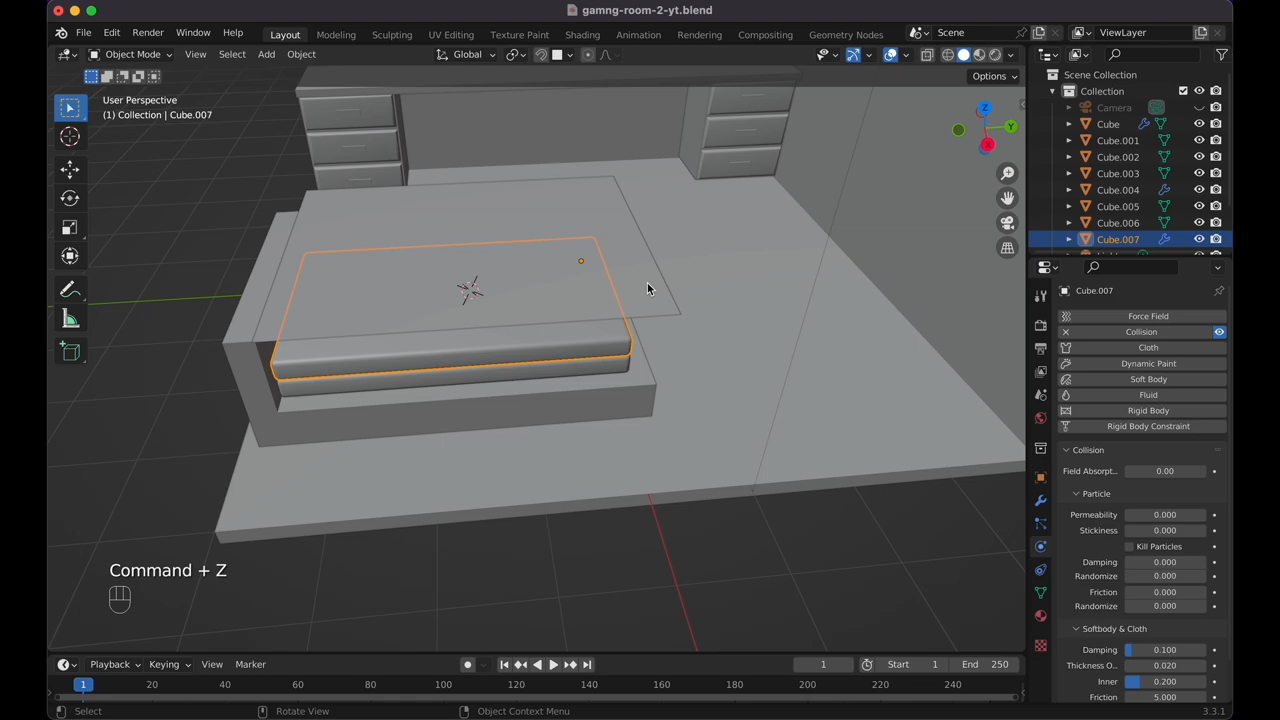 gamng-room-2-yt.blend
File Edit Render Window Help Layout Modeling Sculpting UV Editing Texture Paint Shading Animation Rendering Compositing Geometry Nodes Scene ViewLayer
Object Mode View Select Add Object Global
Options
User Perspective
(1) Collection | Cube.007
Z
Y
X
Scene Collection
Collection
Camera
Cube
Cube.001
Cube.002
Cube.003
Cube.004
Cube.005
Cube.006
Cube.007
Cube.007
Force Field
Collision
Cloth
Dynamic Paint
Soft Body
Fluid
Rigid Body
Rigid Body Constraint
Collision
Field Absorpt... 0.00
Particle
Permeability 0.000
Stickiness 0.000
Kill Particles
Damping 0.000
Randomize 0.000
Friction 0.000
Randomize 0.000
Softbody & Cloth
Damping 0.100
Thickness O... 0.020
Inner 0.200
Friction 5.000
Command + Z
Playback Keying View Marker 1 Start 1 End 250
1 20 40 60 80 100 120 140 160 180 200 220 240
Select Rotate View Object Context Menu 3.3.1